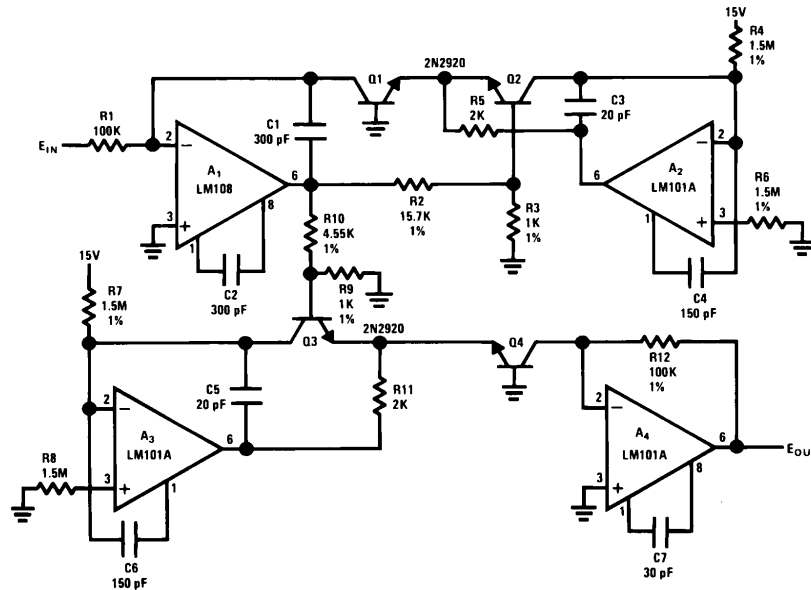 15V
R4
1.5M
1%
2N2920
Q1
Q2
R1
100K
C1
300 pF
R5
2K
C3
20 pF
E_IN
2
−
A1
LM108
6
8
3
+
1
C2
300 pF
R2
15.7K
1%
R3
1K
1%
6
A2
LM101A
2
−
3
+
1
R6
1.5M
1%
C4
150 pF
R10
4.55K
1%
R9
1K
1%
15V
R7
1.5M
1%
Q3
2N2920
Q4
C5
20 pF
R11
2K
R12
100K
1%
2
−
A3
LM101A
6
R8
1.5M
3
+
1
C6
150 pF
2
−
A4
LM101A
6
8
3
+
1
C7
30 pF
E_OU